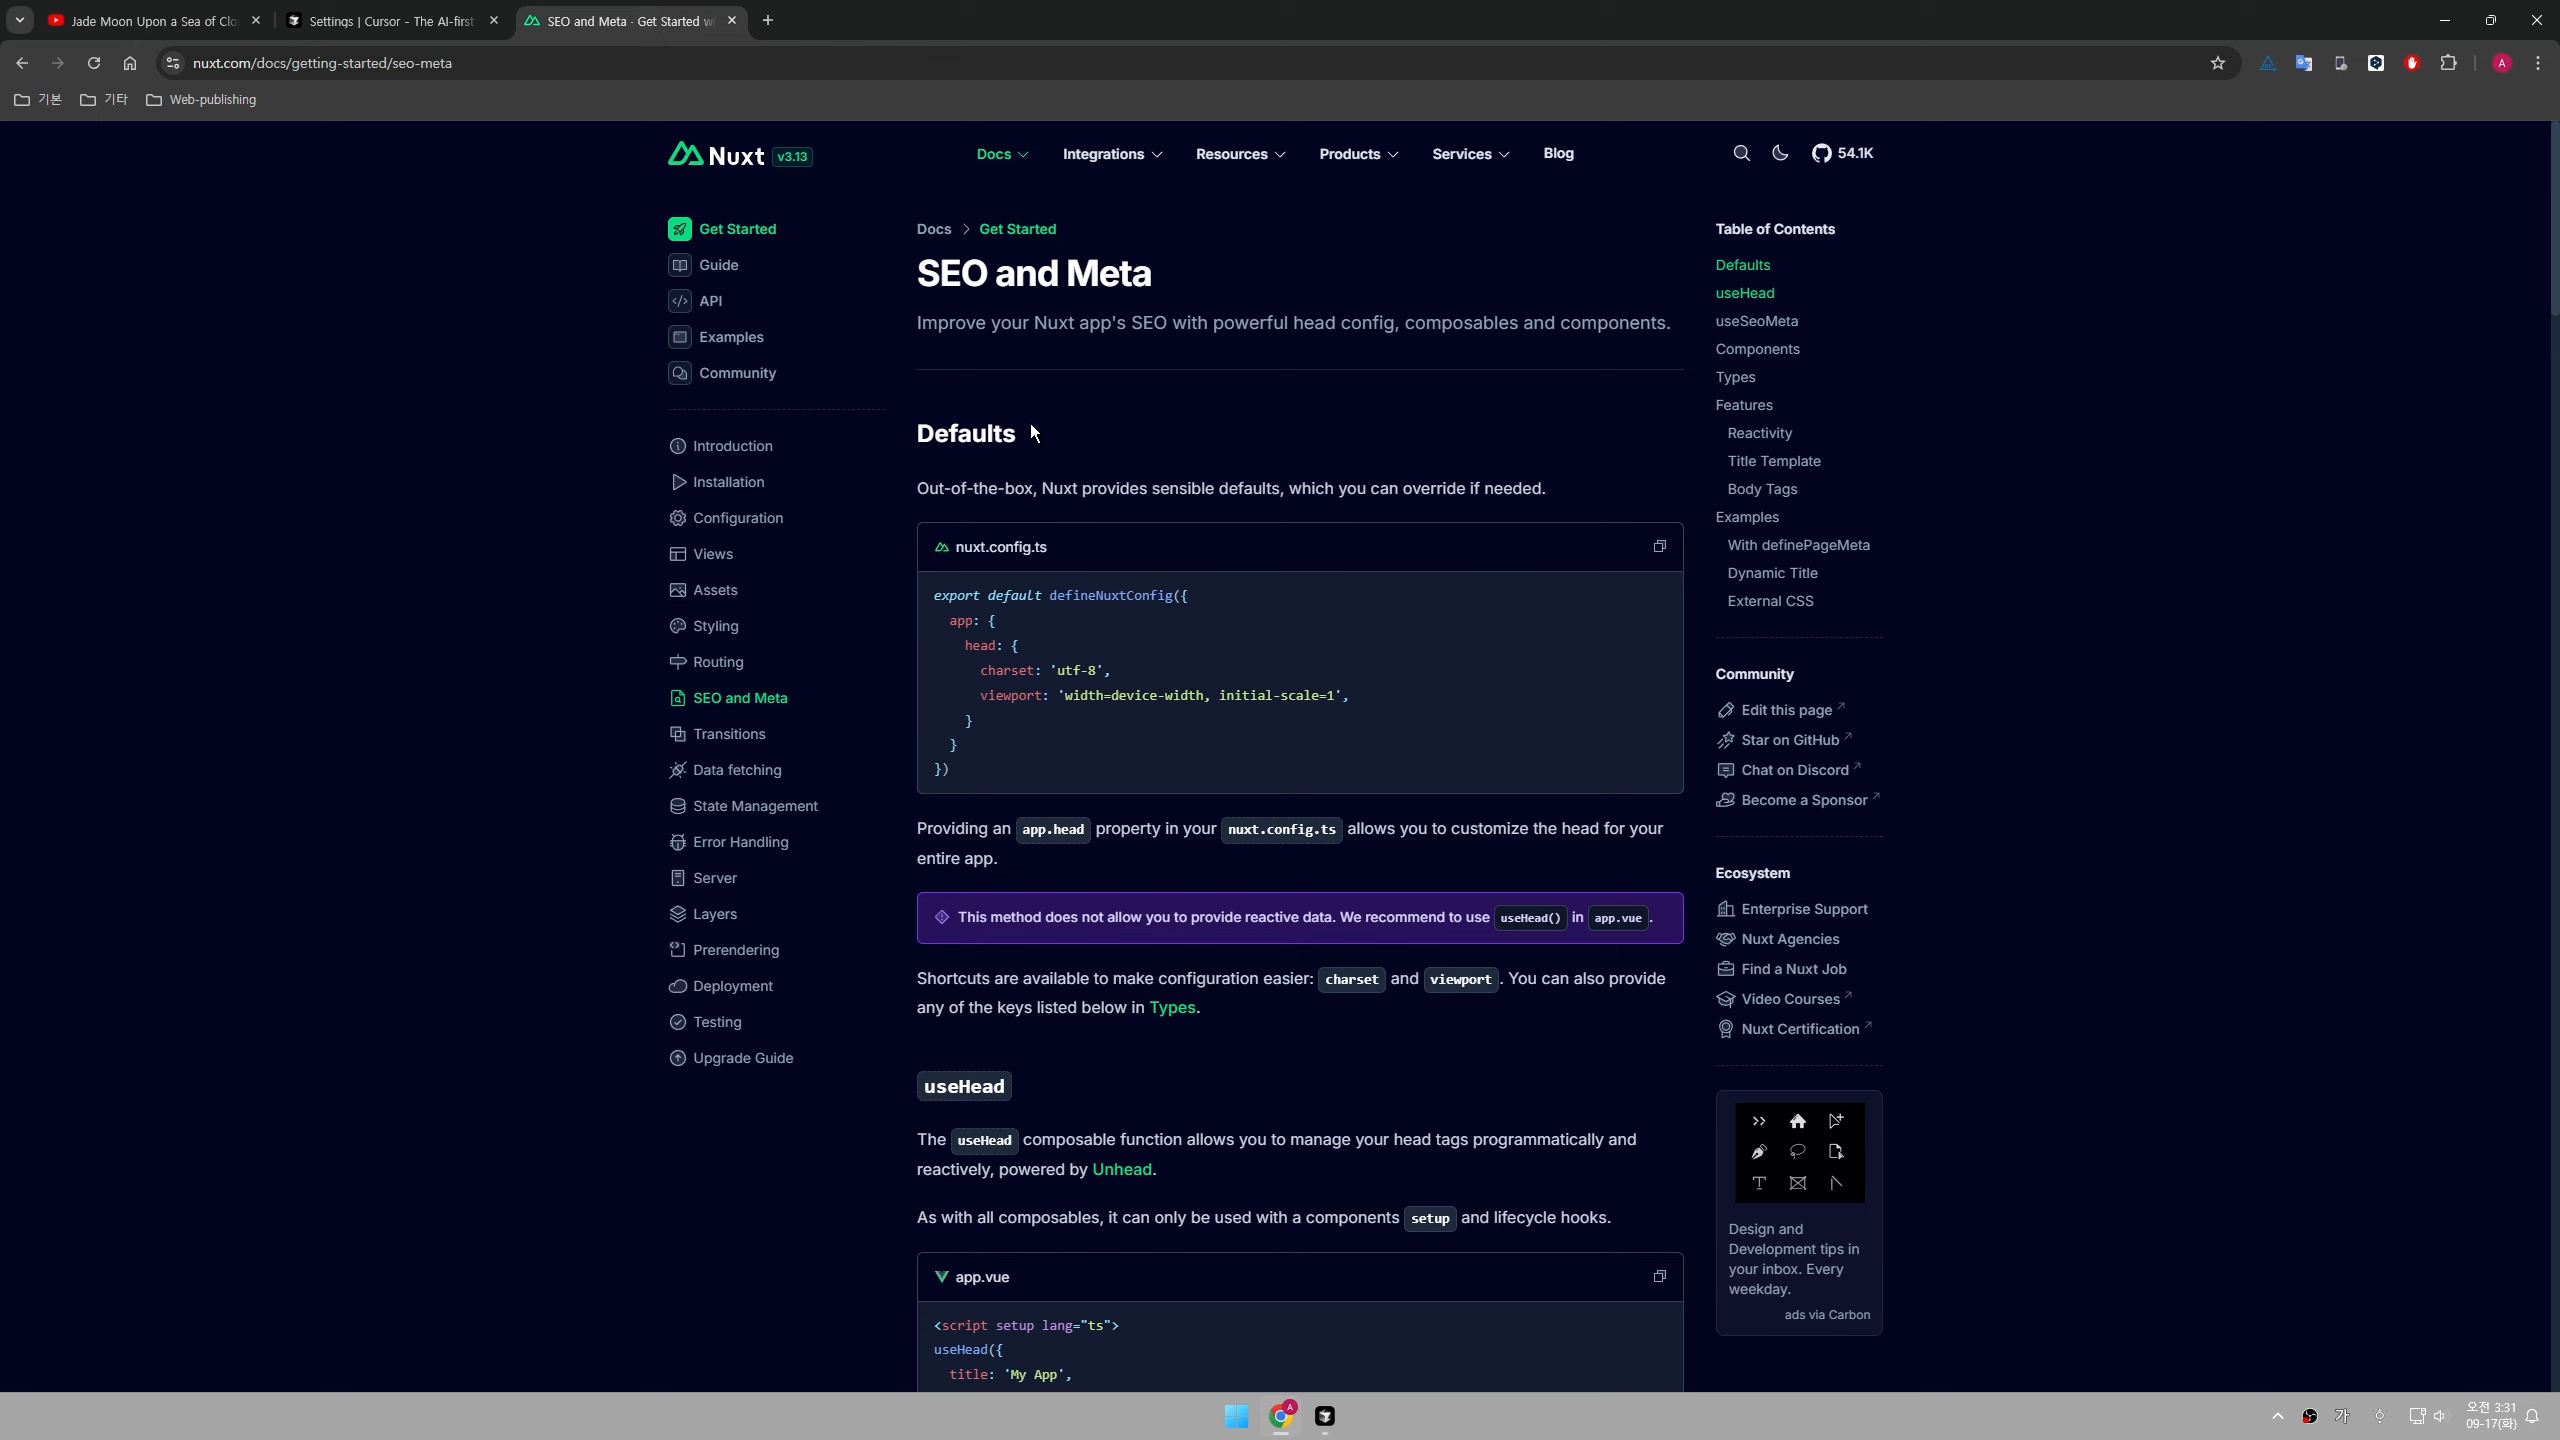 Jade Moon Upon a Sea of Clo
Settings | Cursor - The AI-first
SEO and Meta · Get Started w
nuxt.com/docs/getting-started/seo-meta
A
기본
기타
Web-publishing
Nuxt v3.13
Docs
Integrations
Resources
Products
Services
Blog
54.1K
Get Started
Guide
API
Examples
Community
Introduction
Installation
Configuration
Views
Assets
Styling
Routing
SEO and Meta
Transitions
Data fetching
State Management
Error Handling
Server
Layers
Prerendering
Deployment
Testing
Upgrade Guide
Docs > Get Started
SEO and Meta
Improve your Nuxt app's SEO with powerful head config, composables and components.
Defaults
Out-of-the-box, Nuxt provides sensible defaults, which you can override if needed.
nuxt.config.ts
export default defineNuxtConfig({
app: {
head: {
charset: 'utf-8',
viewport: 'width=device-width, initial-scale=1',
}
}
})
Providing an app.head property in your nuxt.config.ts allows you to customize the head for your
entire app.
This method does not allow you to provide reactive data. We recommend to use useHead() in app.vue.
Shortcuts are available to make configuration easier: charset and viewport. You can also provide
any of the keys listed below in Types.
useHead
The useHead composable function allows you to manage your head tags programmatically and
reactively, powered by Unhead.
As with all composables, it can only be used with a components setup and lifecycle hooks.
app.vue
<script setup lang="ts">
useHead({
title: 'My App',
Table of Contents
Defaults
useHead
useSeoMeta
Components
Types
Features
Reactivity
Title Template
Body Tags
Examples
With definePageMeta
Dynamic Title
External CSS
Community
Edit this page
Star on GitHub
Chat on Discord
Become a Sponsor
Ecosystem
Enterprise Support
Nuxt Agencies
Find a Nuxt Job
Video Courses
Nuxt Certification
Design and
Development tips in
your inbox. Every
weekday.
ads via Carbon
A
가
오전 3:31
09-17(화)